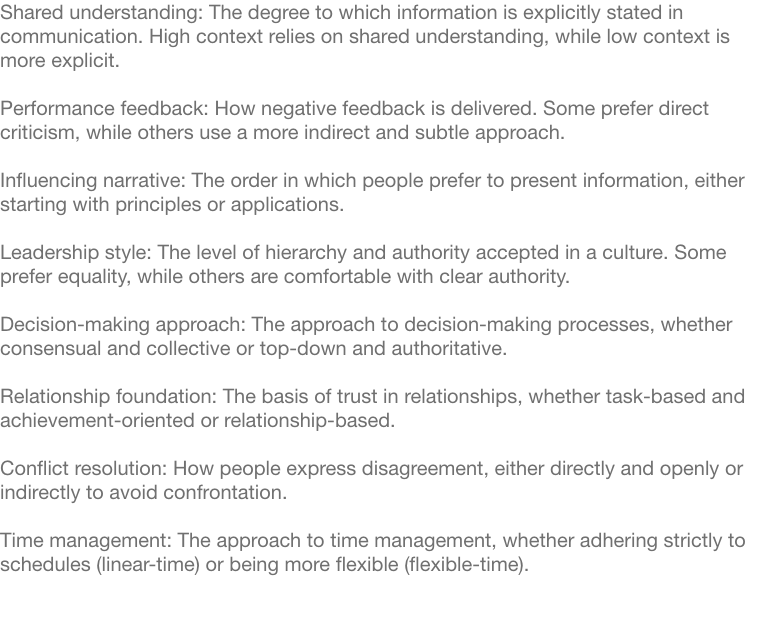 Shared understanding: The degree to which information is explicitly stated in
communication. High context relies on shared understanding, while low context is
more explicit.
Performance feedback: How negative feedback is delivered. Some prefer direct
criticism, while others use a more indirect and subtle approach.
Influencing narrative: The order in which people prefer to present information, either
starting with principles or applications.
Leadership style: The level of hierarchy and authority accepted in a culture. Some
prefer equality, while others are comfortable with clear authority.
Decision-making approach: The approach to decision-making processes, whether
consensual and collective or top-down and authoritative.
Relationship foundation: The basis of trust in relationships, whether task-based and
achievement-oriented or relationship-based.
Conflict resolution: How people express disagreement, either directly and openly or
indirectly to avoid confrontation.
Time management: The approach to time management, whether adhering strictly to
schedules (linear-time) or being more flexible (flexible-time).